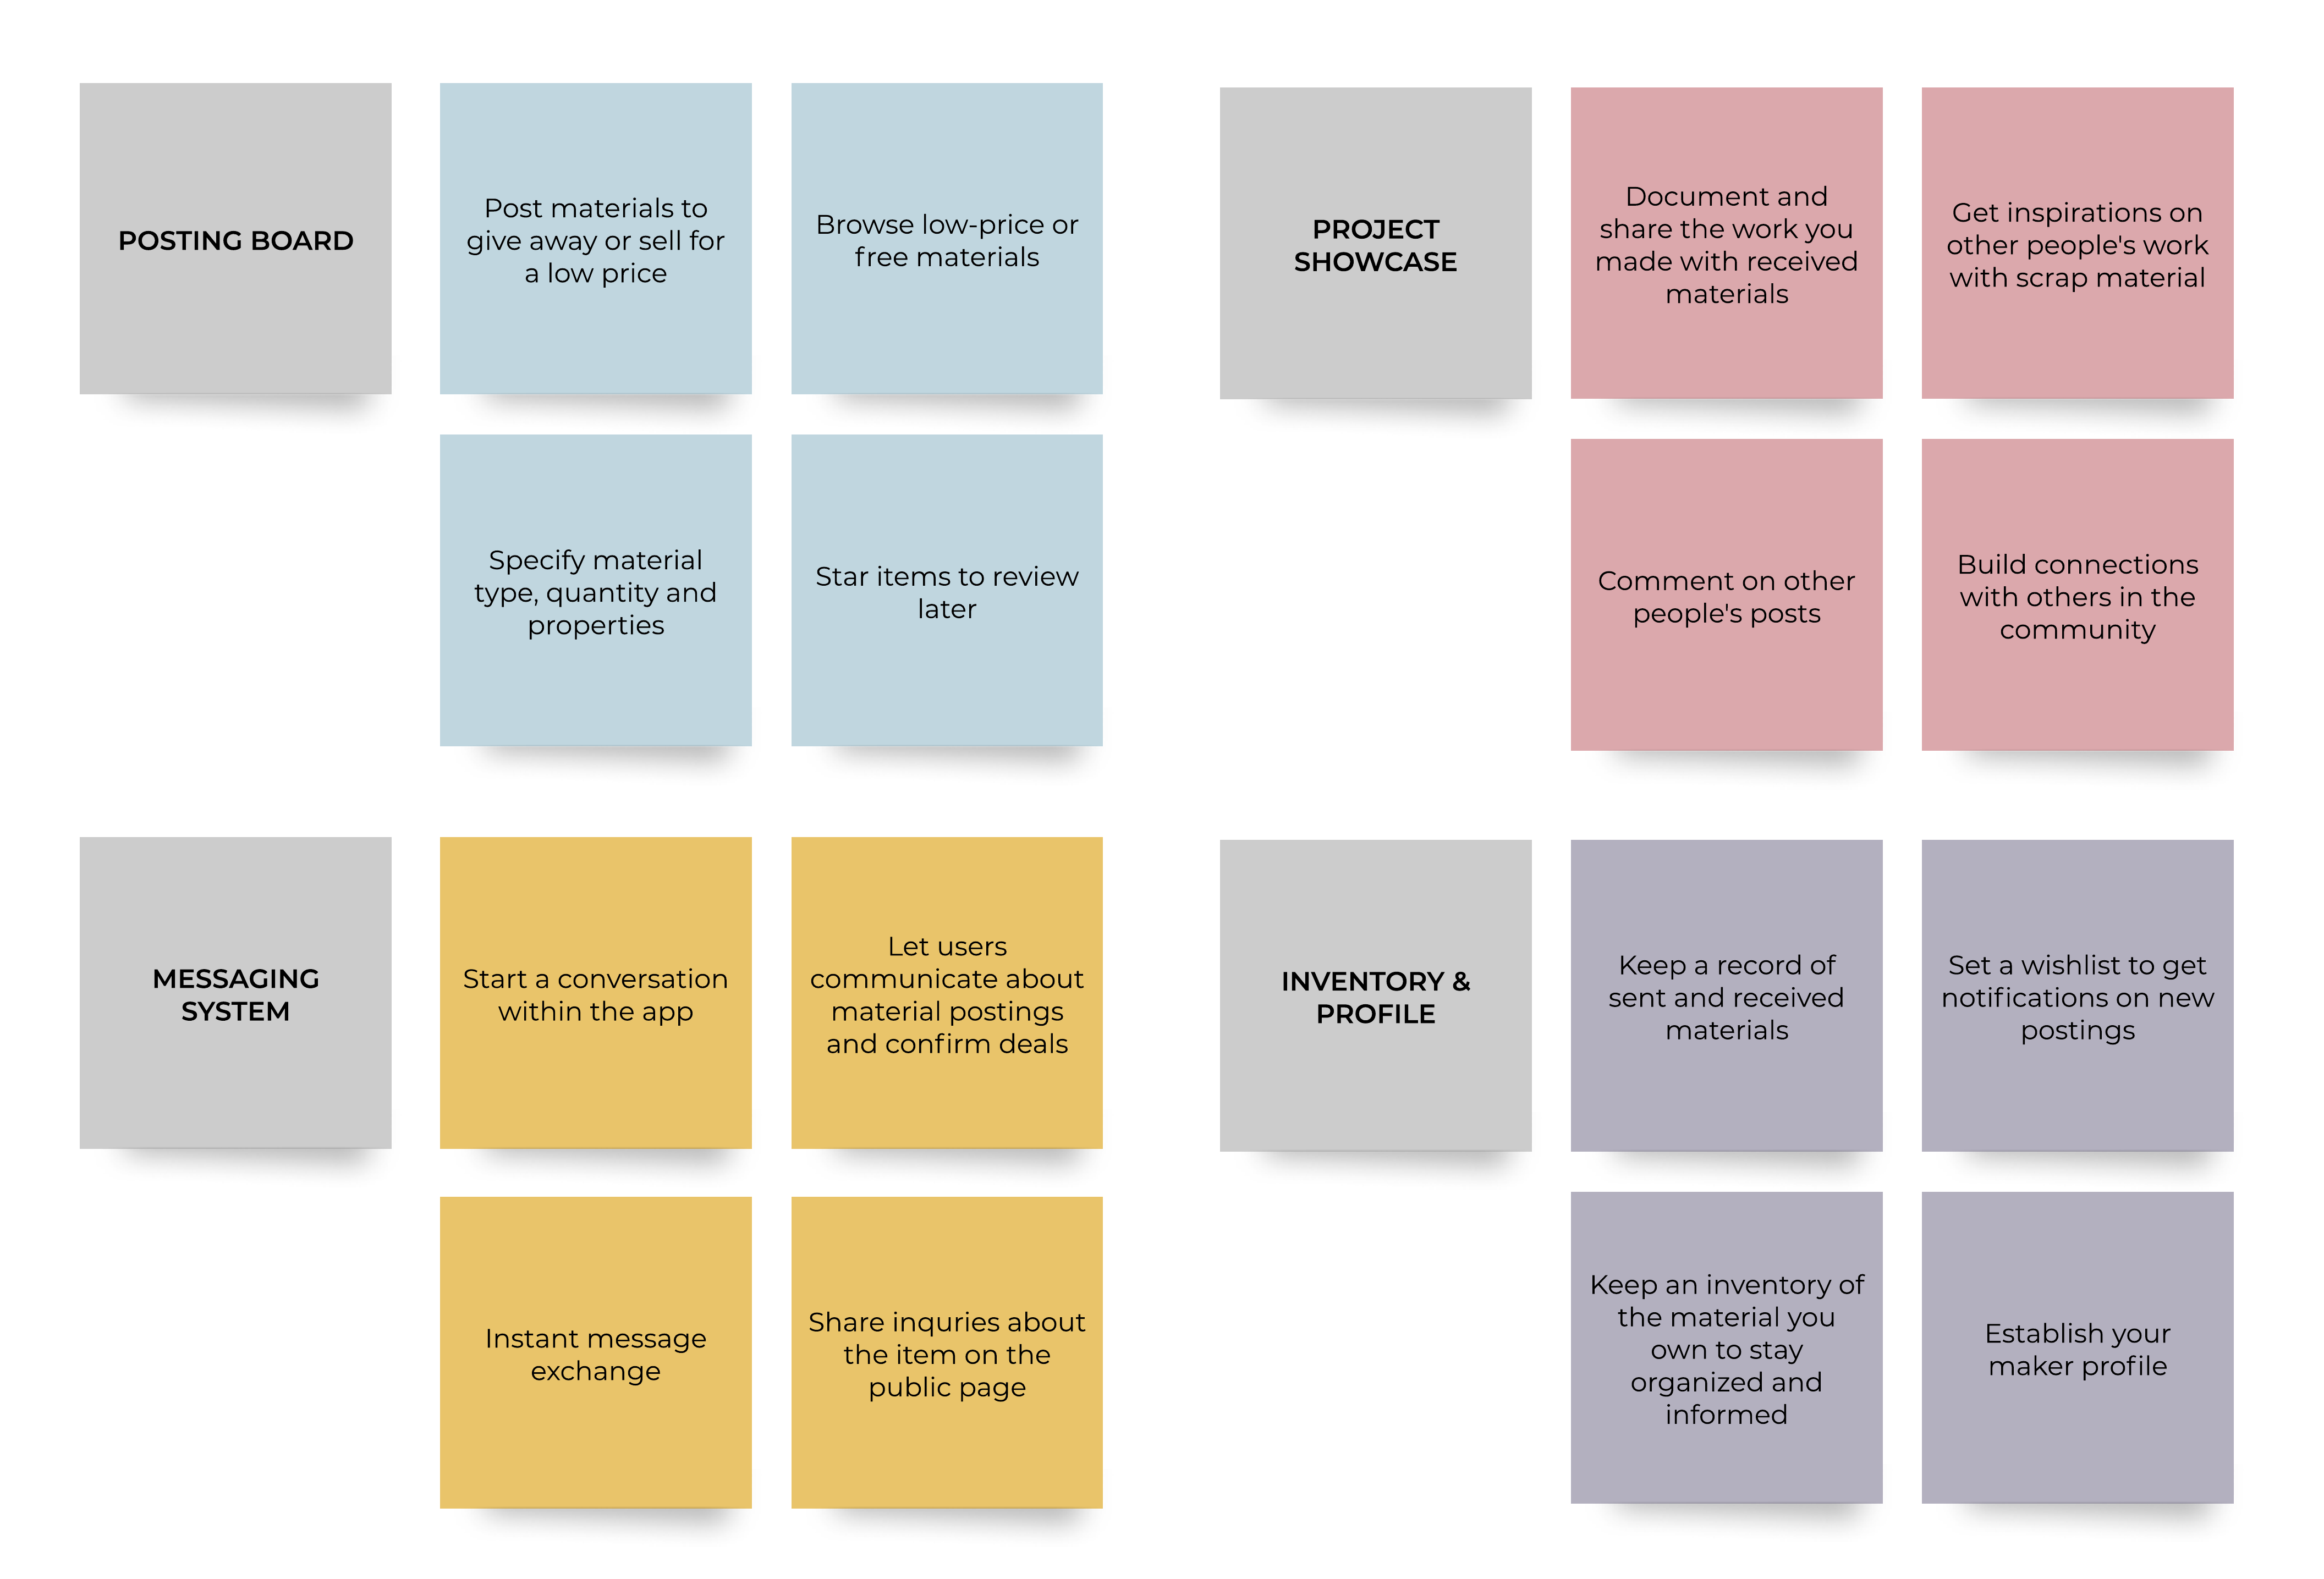 POSTING BOARD
Post materials to
give away or sell for
a low price
Browse low-price or
free materials
Specify material
type, quantity and
properties
Star items to review
later
PROJECT
SHOWCASE
Document and
share the work you
made with received
materials
Get inspirations on
other people's work
with scrap material
Comment on other
people's posts
Build connections
with others in the
community
MESSAGING
SYSTEM
Start a conversation
within the app
Let users
communicate about
material postings
and confirm deals
Instant message
exchange
Share inquries about
the item on the
public page
INVENTORY &
PROFILE
Keep a record of
sent and received
materials
Set a wishlist to get
notifications on new
postings
Keep an inventory of
the material you
own to stay
organized and
informed
Establish your
maker profile